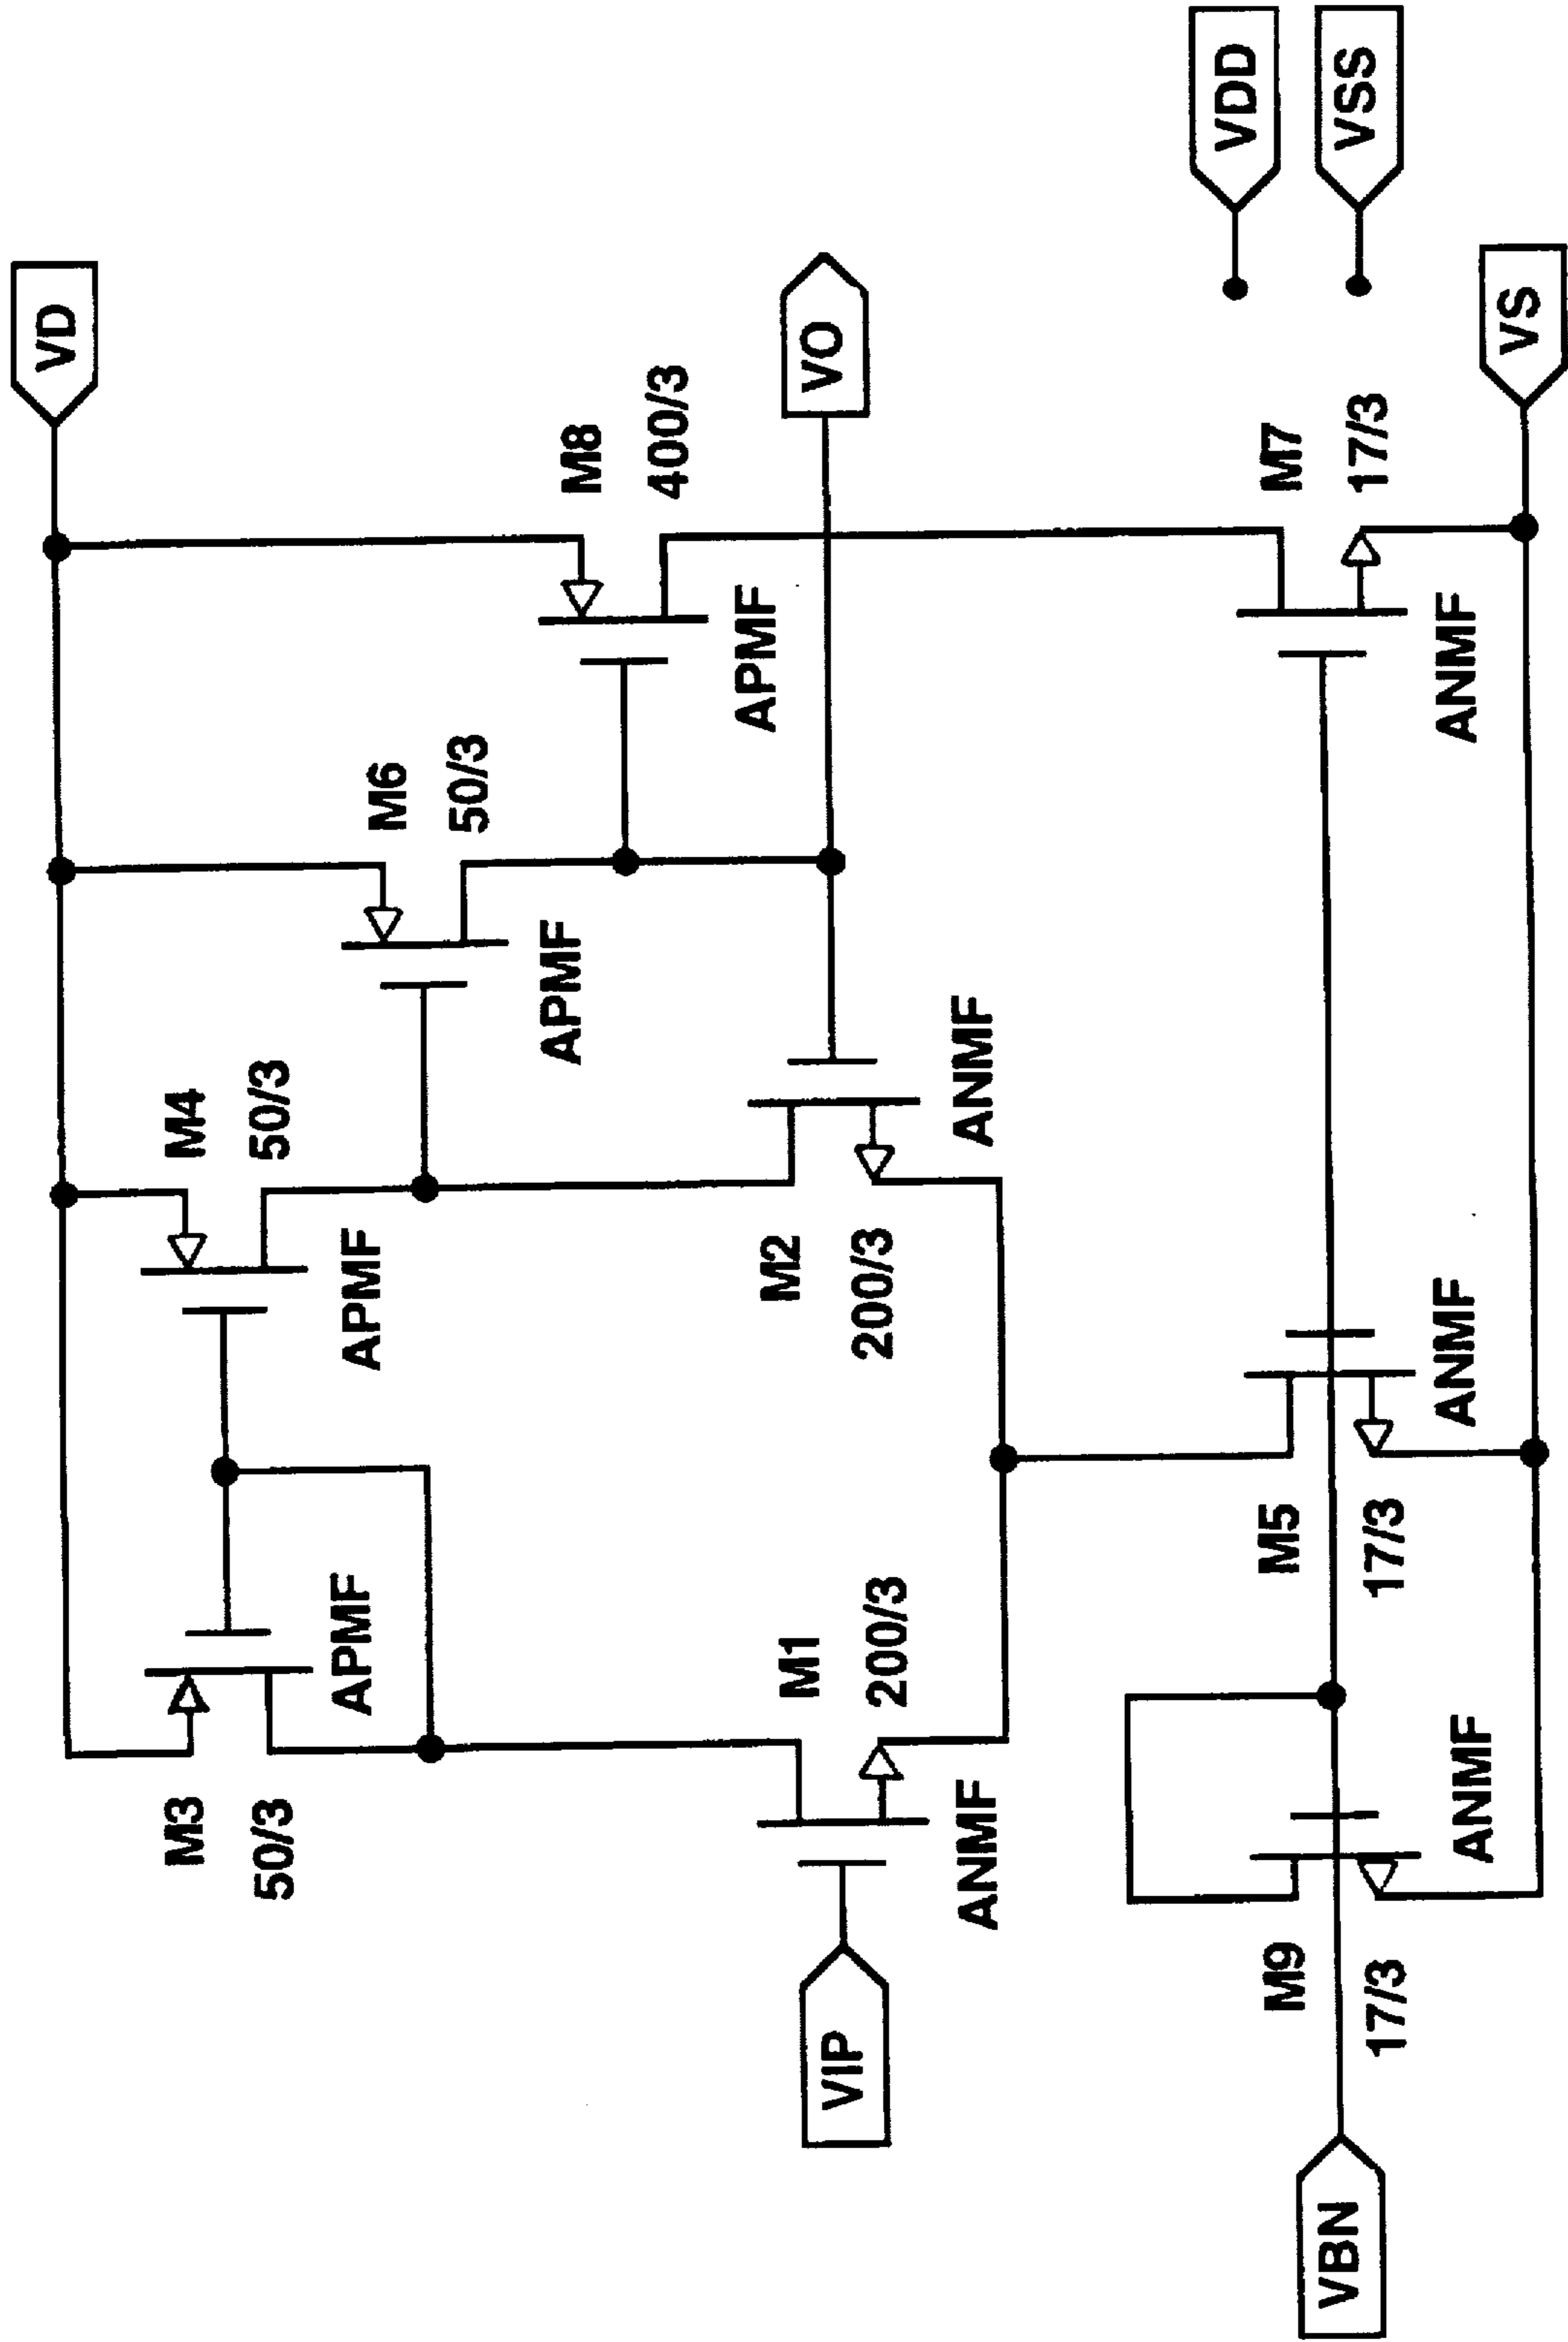 VD
M3
50/3
APMF
M4
50/3
APMF
M6
50/3
APMF
M8
400/3
APMF
VO
VIP
M1
200/3
ANMF
M2
200/3
ANMF
VDD
VSS
VBN
M9
17/3
ANMF
M5
17/3
ANMF
M7
17/3
ANMF
VS